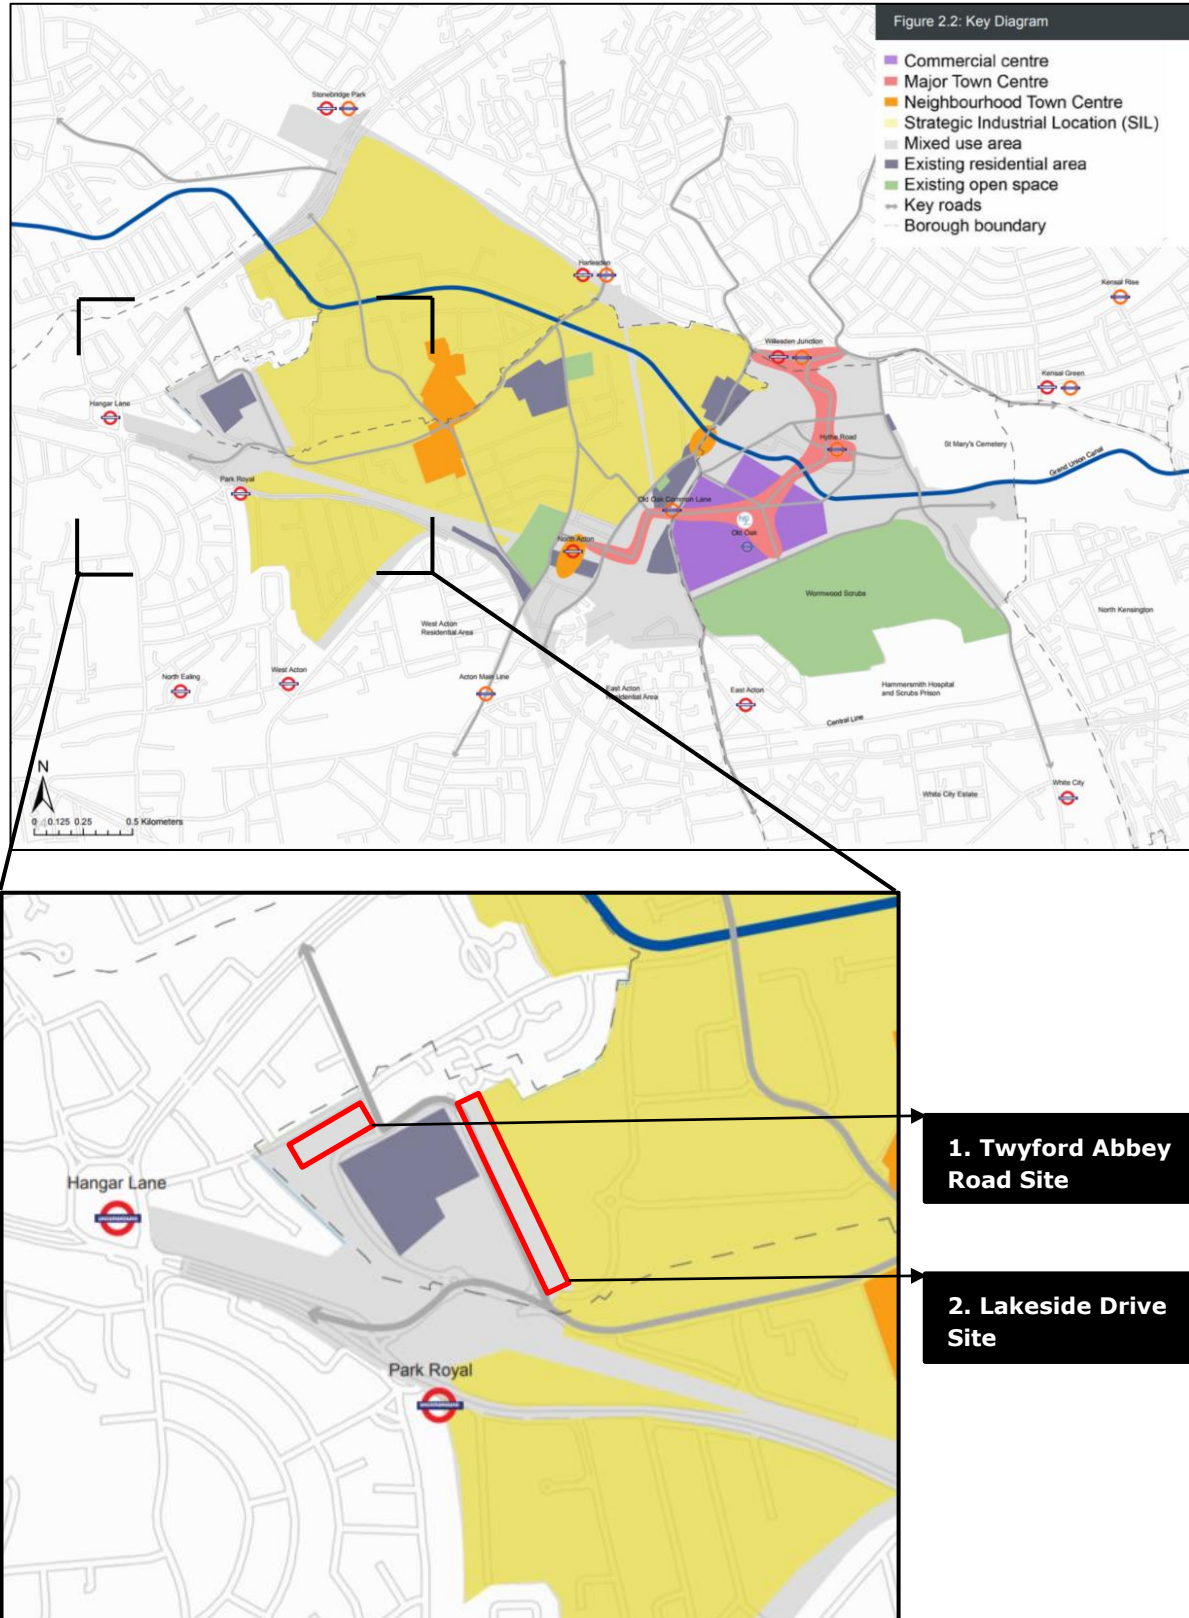 Figure 2.2: Key Diagram
Commercial centre
Major Town Centre
Neighbourhood Town Centre
Strategic Industrial Location (SIL)
Mixed use area
Existing residential area
Existing open space
Key roads
Borough boundary
Stonebridge Park
Harlesden
Kensal Rise
Willesden Junction
Kensal Green
Hangar Lane
Hythe Road
St Mary's Cemetery
Grand Union Canal
Park Royal
Old Oak Common Lane
Old Oak
North Acton
Wormwood Scrubs
North Kensington
West Acton
Residential Area
North Ealing
West Acton
Acton Main Line
East Acton
Residential Area
East Acton
Hammersmith Hospital
and Scrubs Prison
Central Line
White City
White City Estate
N
0 0.125 0.25 0.5 Kilometers
Hangar Lane
Park Royal
1. Twyford Abbey
Road Site
2. Lakeside Drive
Site